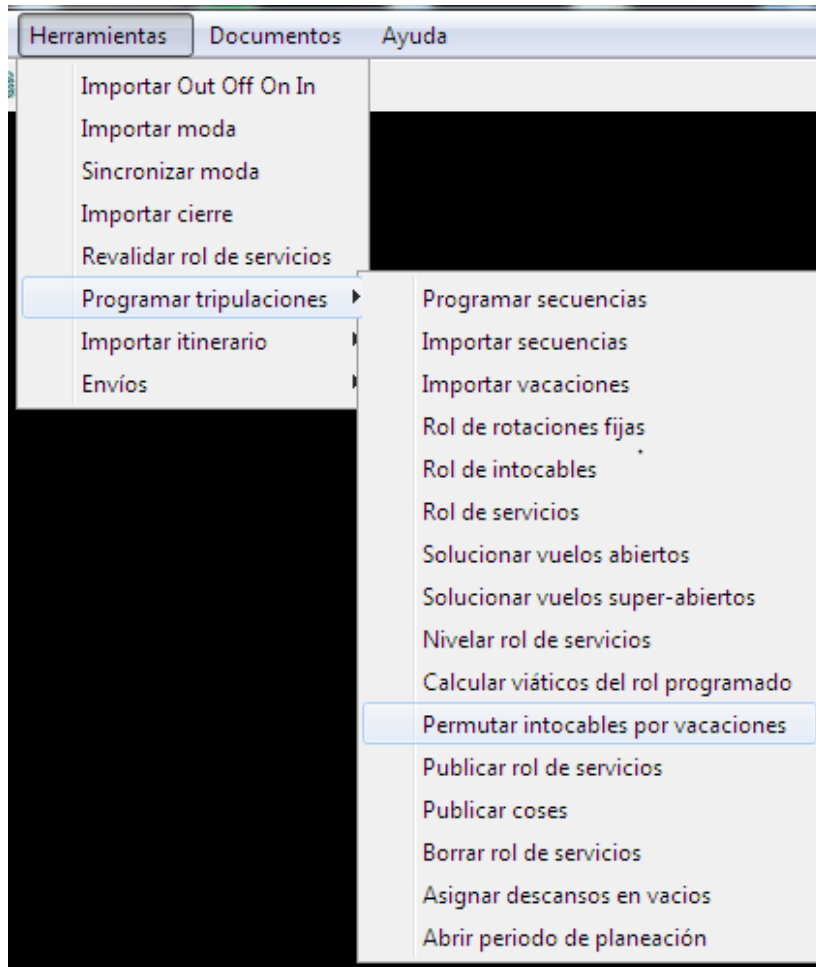 Herramientas Documentos Ayuda
Importar Out Off On In
Importar moda
Sincronizar moda
Importar cierre
Revalidar rol de servicios
Programar tripulaciones
Importar itinerario
Envíos
Programar secuencias
Importar secuencias
Importar vacaciones
Rol de rotaciones fijas
Rol de intocables
Rol de servicios
Solucionar vuelos abiertos
Solucionar vuelos super-abiertos
Nivelar rol de servicios
Calcular viáticos del rol programado
Permutar intocables por vacaciones
Publicar rol de servicios
Publicar coses
Borrar rol de servicios
Asignar descansos en vacios
Abrir periodo de planeación